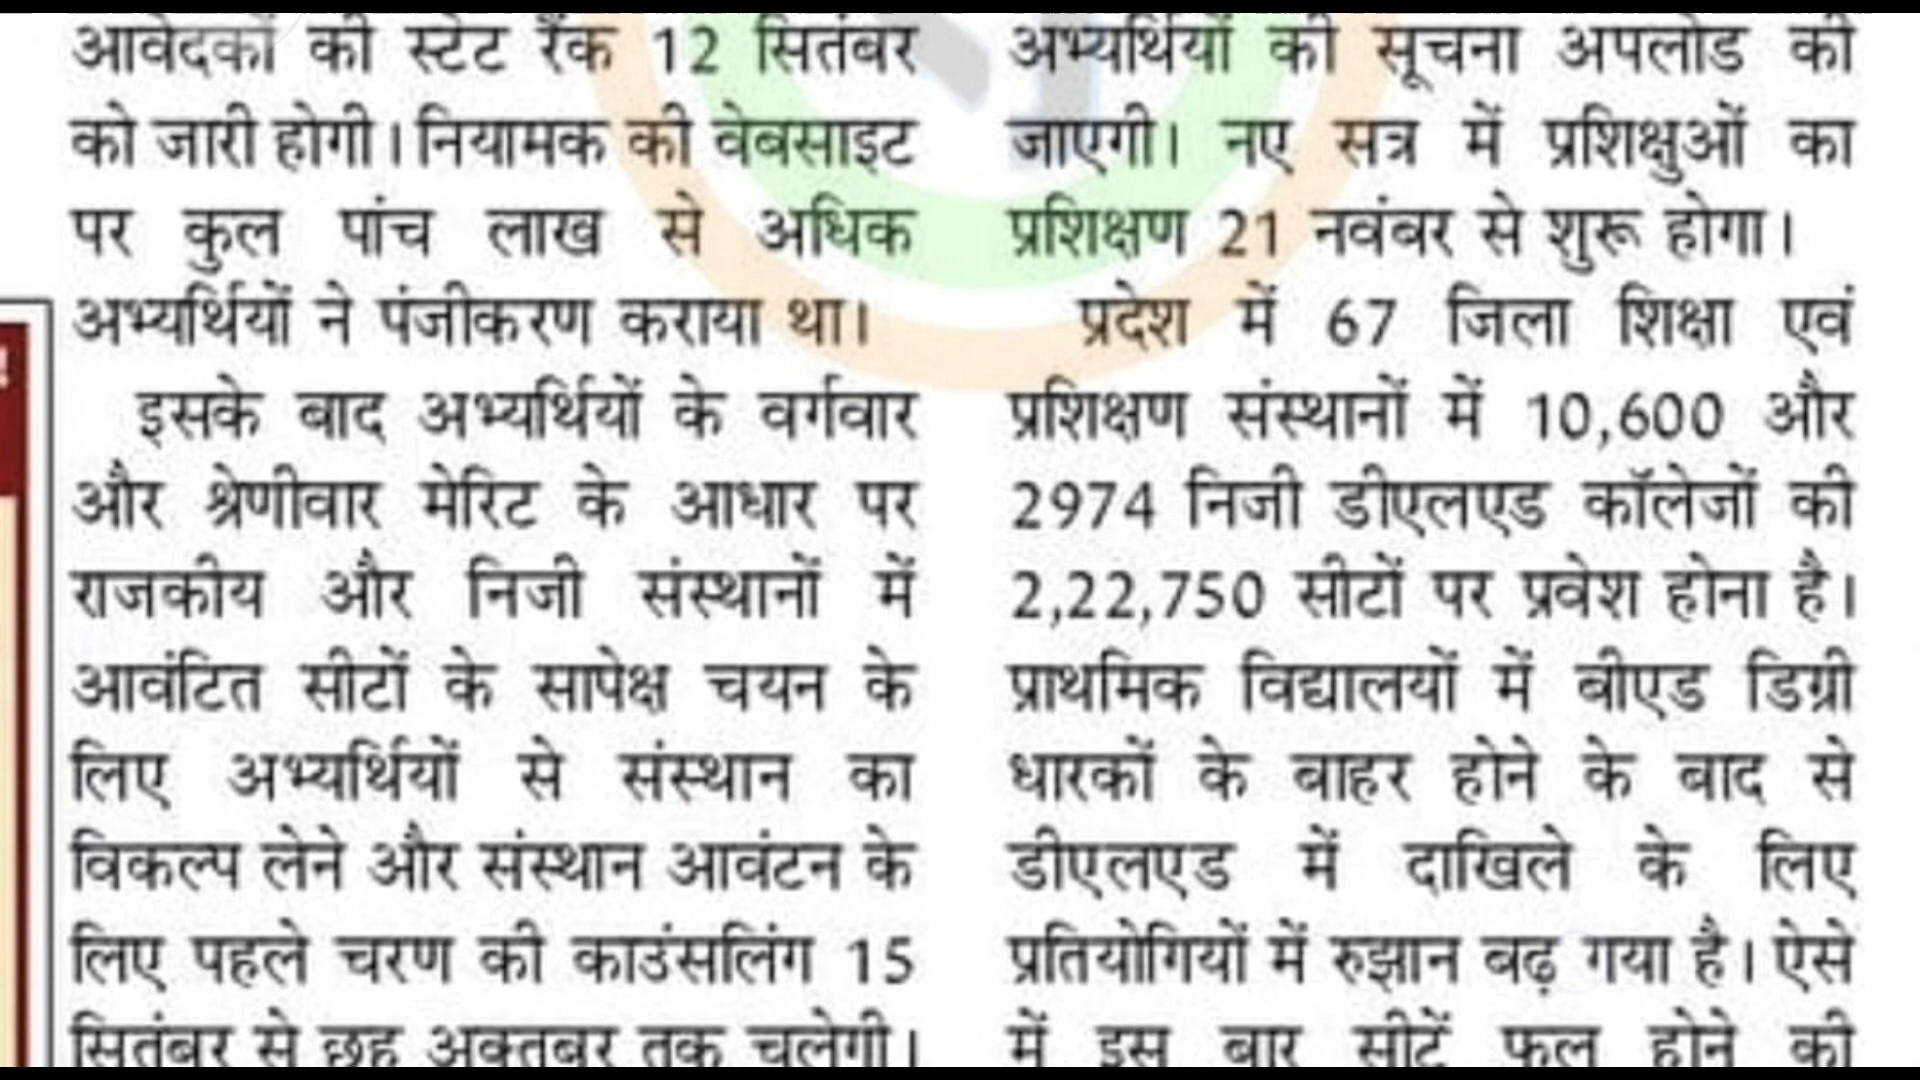 आवेदकों की स्टेट रैंक 12 सितंबर
को जारी होगी। नियामक की वेबसाइट
पर कुल पांच लाख से अधिक
अभ्यर्थियों ने पंजीकरण कराया था।
इसके बाद अभ्यर्थियों के वर्गवार
और श्रेणीवार मेरिट के आधार पर
राजकीय और निजी संस्थानों में
आवंटित सीटों के सापेक्ष चयन के
लिए अभ्यर्थियों से संस्थान का
विकल्प लेने और संस्थान आवंटन के
लिए पहले चरण की काउंसलिंग 15
सितंबर से छह अक्तूबर तक चलेगी।
अभ्यर्थियों की सूचना अपलोड की
जाएगी। नए सत्र में प्रशिक्षुओं का
प्रशिक्षण 21 नवंबर से शुरू होगा।
प्रदेश में 67 जिला शिक्षा एवं
प्रशिक्षण संस्थानों में 10,600 और
2974 निजी डीएलएड कॉलेजों की
2,22,750 सीटों पर प्रवेश होना है।
प्राथमिक विद्यालयों में बीएड डिग्री
धारकों के बाहर होने के बाद से
डीएलएड में दाखिले के लिए
प्रतियोगियों में रुझान बढ़ गया है। ऐसे
में इस बार सीटें फुल होने की